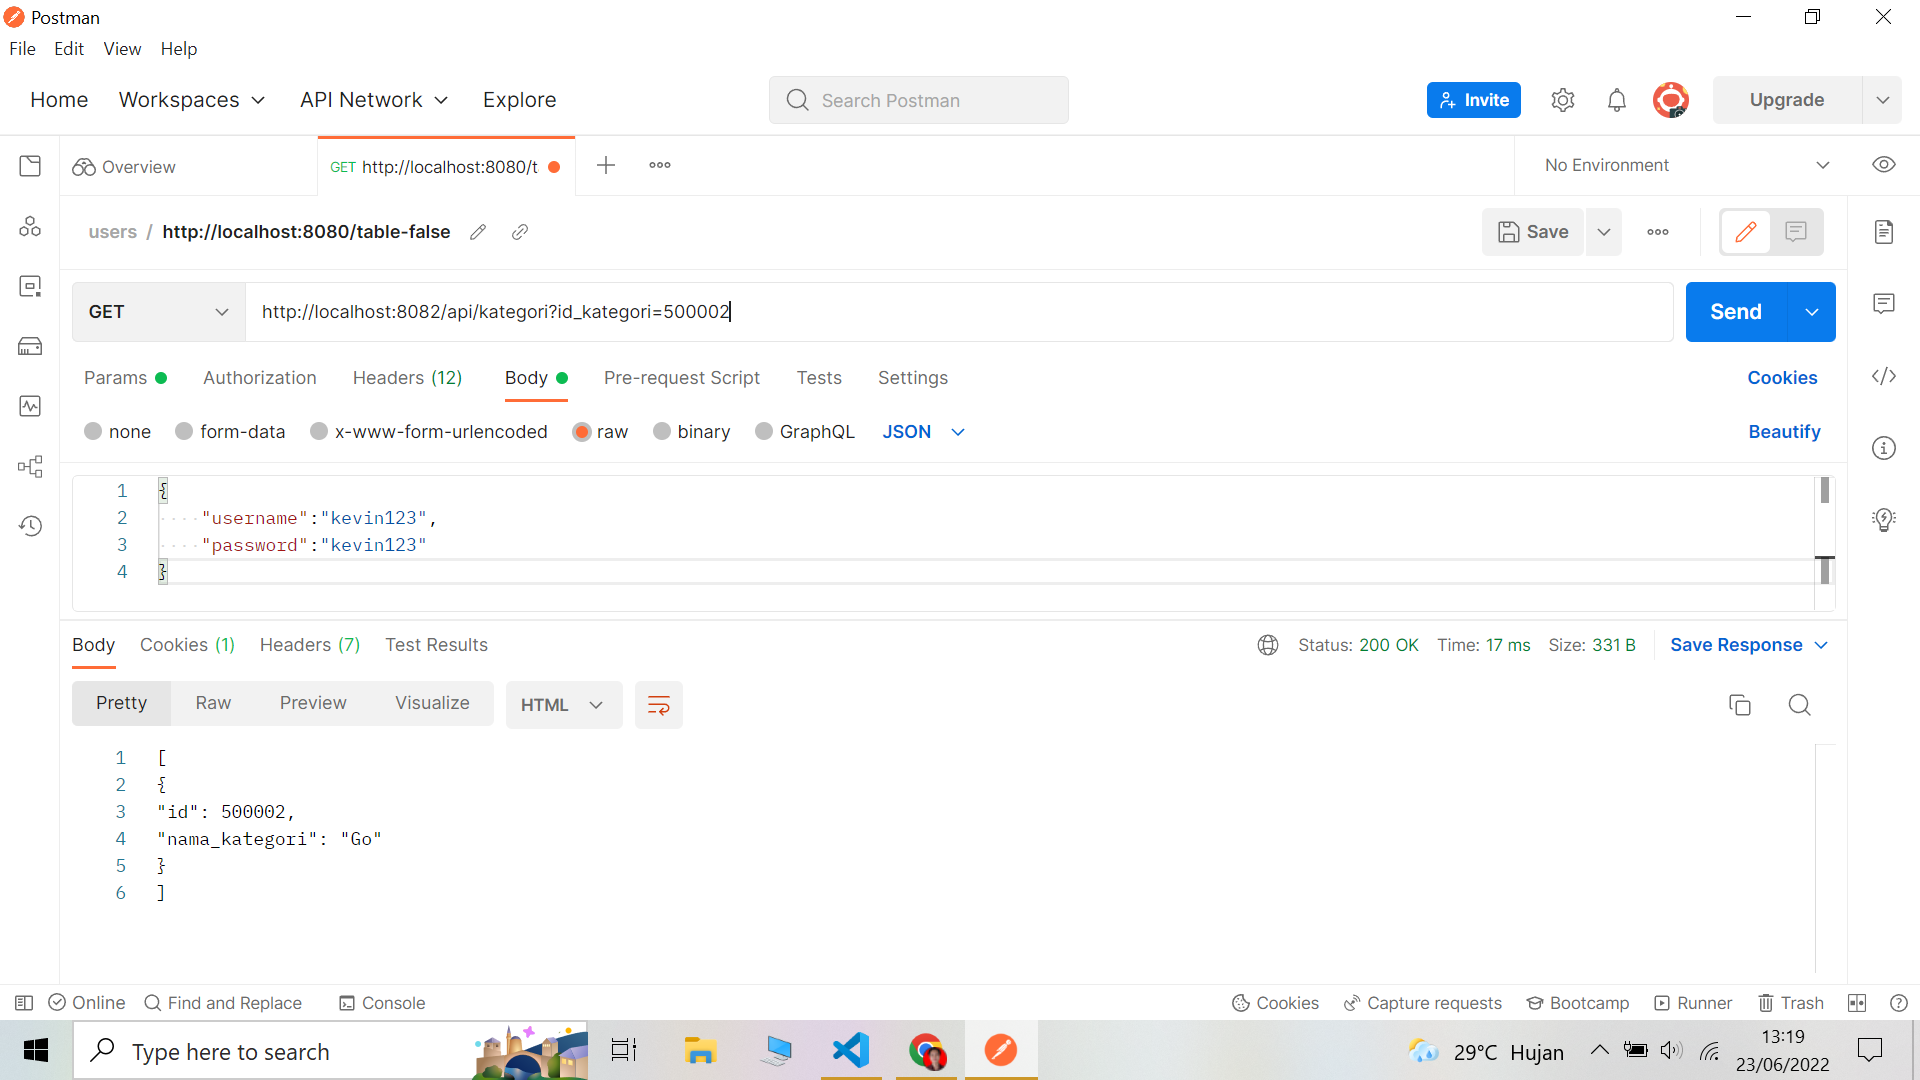 Postman
File Edit View Help
Home Workspaces API Network Explore Search Postman Invite Upgrade
Overview GET http://localhost:8080/t No Environment
users / http://localhost:8080/table-false Save
GET http://localhost:8082/api/kategori?id_kategori=500002 Send
Params Authorization Headers (12) Body Pre-request Script Tests Settings Cookies
none form-data x-www-form-urlencoded raw binary GraphQL JSON Beautify
1 {
2 "username":"kevin123",
3 "password":"kevin123"
4 }
Body Cookies (1) Headers (7) Test Results Status: 200 OK Time: 17 ms Size: 331 B Save Response
Pretty Raw Preview Visualize HTML
1 [
2 {
3 "id": 500002,
4 "nama_kategori": "Go"
5 }
6 ]
Online Find and Replace Console Cookies Capture requests Bootcamp Runner Trash
Type here to search 29°C Hujan 13:19
23/06/2022